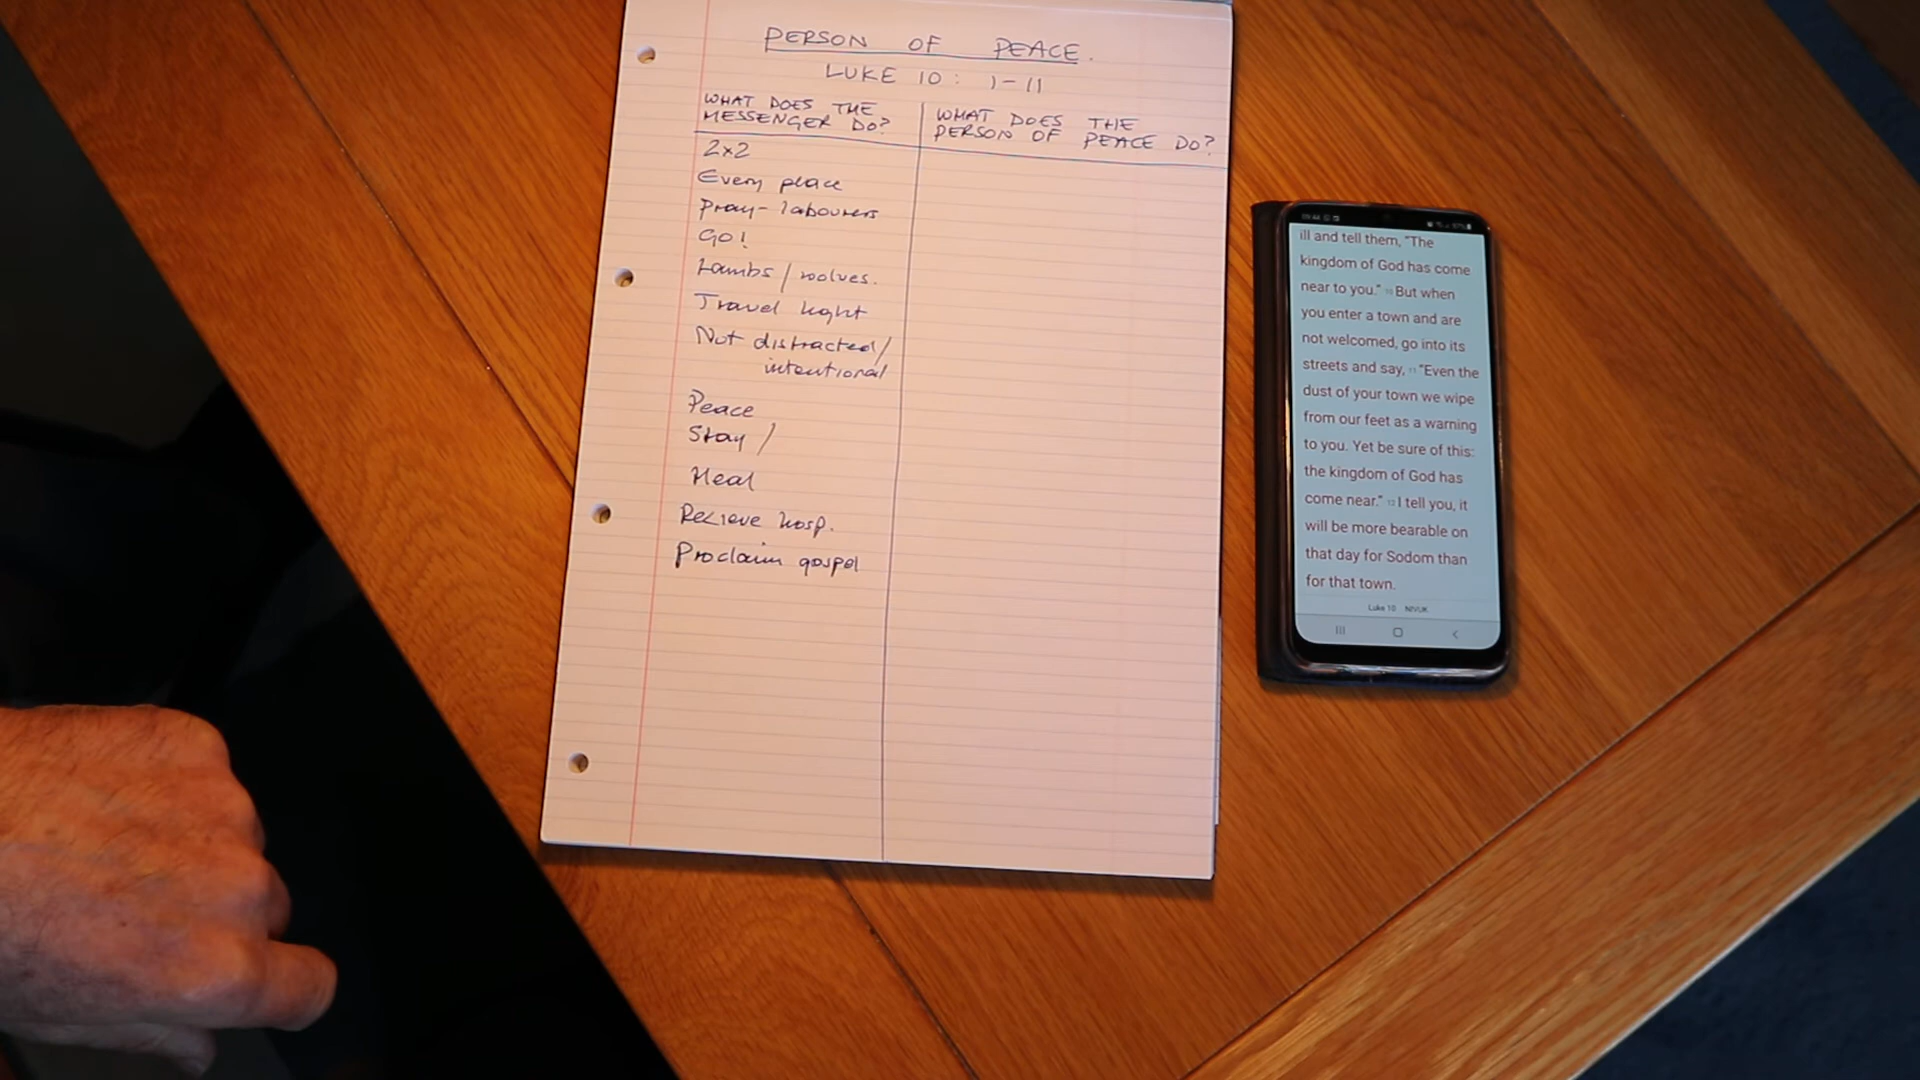 PERSON OF PEACE.
LUKE 10: 1-11
WHAT DOES THE
MESSENGER DO?
2x2
Every place
Pray - labourers
GO!
Lambs / wolves.
Travel light
Not distracted/
intentional
Peace
Stay /
Heal
Recieve hosp.
Proclaim gospel
WHAT DOES THE
PERSON OF PEACE DO?
ill and tell them, "The
kingdom of God has come
near to you." 10 But when
you enter a town and are
not welcomed, go into its
streets and say, 11 "Even the
dust of your town we wipe
from our feet as a warning
to you. Yet be sure of this:
the kingdom of God has
come near." 12 I tell you, it
will be more bearable on
that day for Sodom than
for that town.
Luke 10 NIVUK